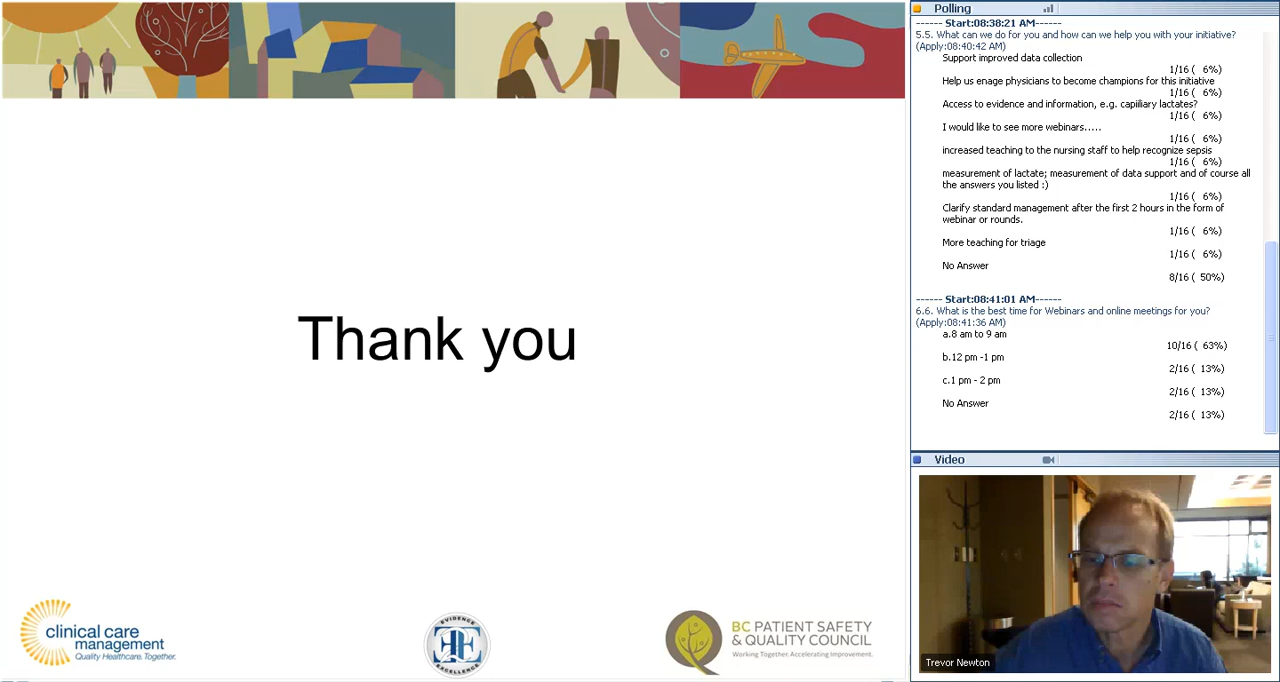 Thank you
clinical care
management
Quality Healthcare. Together.
EVIDENCE
EXCELLENCE
BC PATIENT SAFETY
& QUALITY COUNCIL
Working Together. Accelerating Improvement.
Polling
------ Start:08:38:21 AM------
5.5. What can we do for you and how can we help you with your initiative?
(Apply:08:40:42 AM)
Support improved data collection
1/16 ( 6%)
Help us enage physicians to become champions for this initiative
1/16 ( 6%)
Access to evidence and information, e.g. capiiliary lactates?
1/16 ( 6%)
I would like to see more webinars.....
1/16 ( 6%)
increased teaching to the nursing staff to help recognize sepsis
1/16 ( 6%)
measurement of lactate; measurement of data support and of course all
the answers you listed :)
1/16 ( 6%)
Clarify standard management after the first 2 hours in the form of
webinar or rounds.
1/16 ( 6%)
More teaching for triage
1/16 ( 6%)
No Answer
8/16 ( 50%)
------ Start:08:41:01 AM------
6.6. What is the best time for Webinars and online meetings for you?
(Apply:08:41:36 AM)
a.8 am to 9 am
10/16 ( 63%)
b.12 pm -1 pm
2/16 ( 13%)
c.1 pm - 2 pm
2/16 ( 13%)
No Answer
2/16 ( 13%)
Video
Trevor Newton